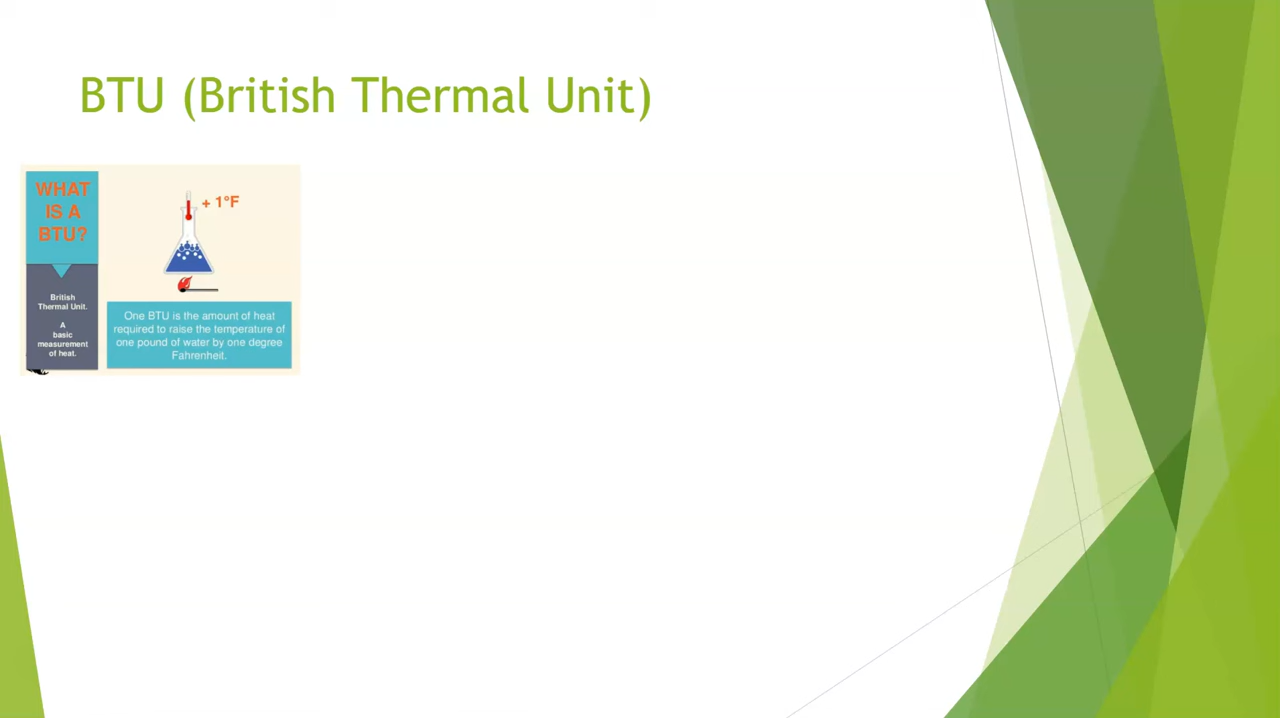 BTU (British Thermal Unit)
WHAT
IS A
BTU?
+ 1°F
British
Thermal Unit.
A
basic
measurement
of heat.
One BTU is the amount of heat
required to raise the temperature of
one pound of water by one degree
Fahrenheit.